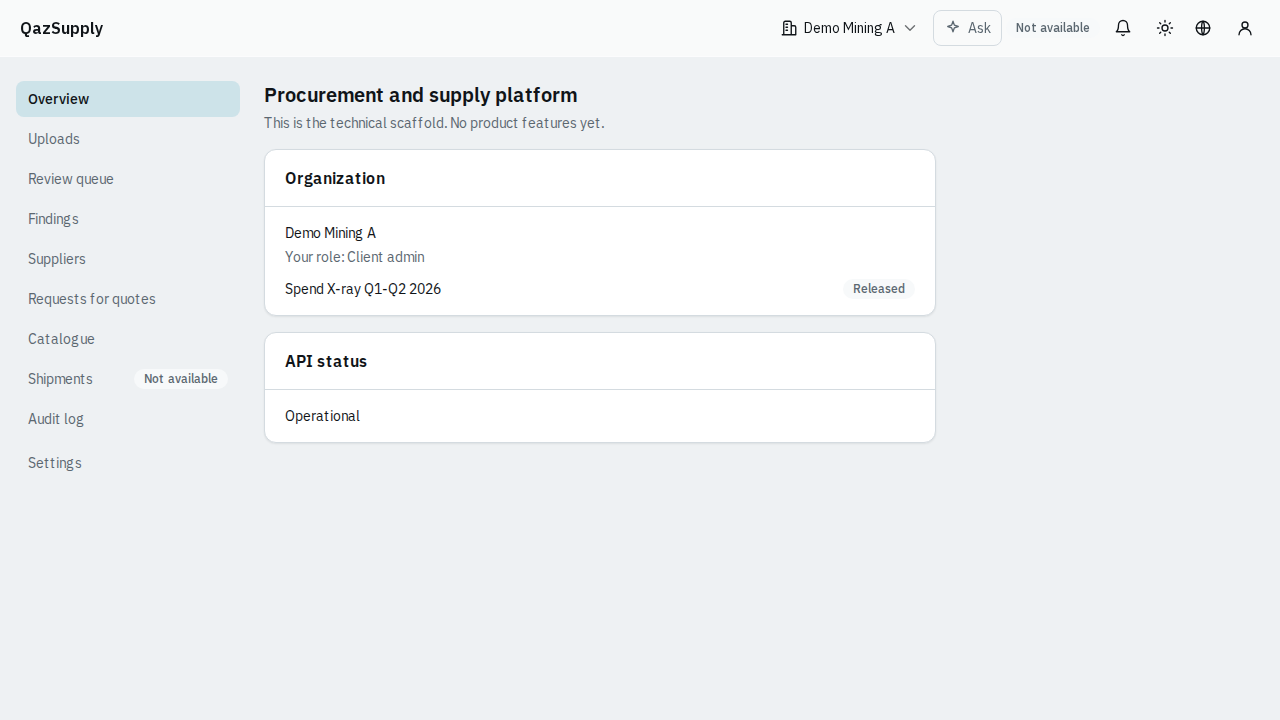 QazSupply
Demo Mining A
Ask
Not available
Overview
Uploads
Review queue
Findings
Suppliers
Requests for quotes
Catalogue
Shipments
Not available
Audit log
Settings
Procurement and supply platform
This is the technical scaffold. No product features yet.
Organization
Demo Mining A
Your role: Client admin
Spend X-ray Q1-Q2 2026
Released
API status
Operational